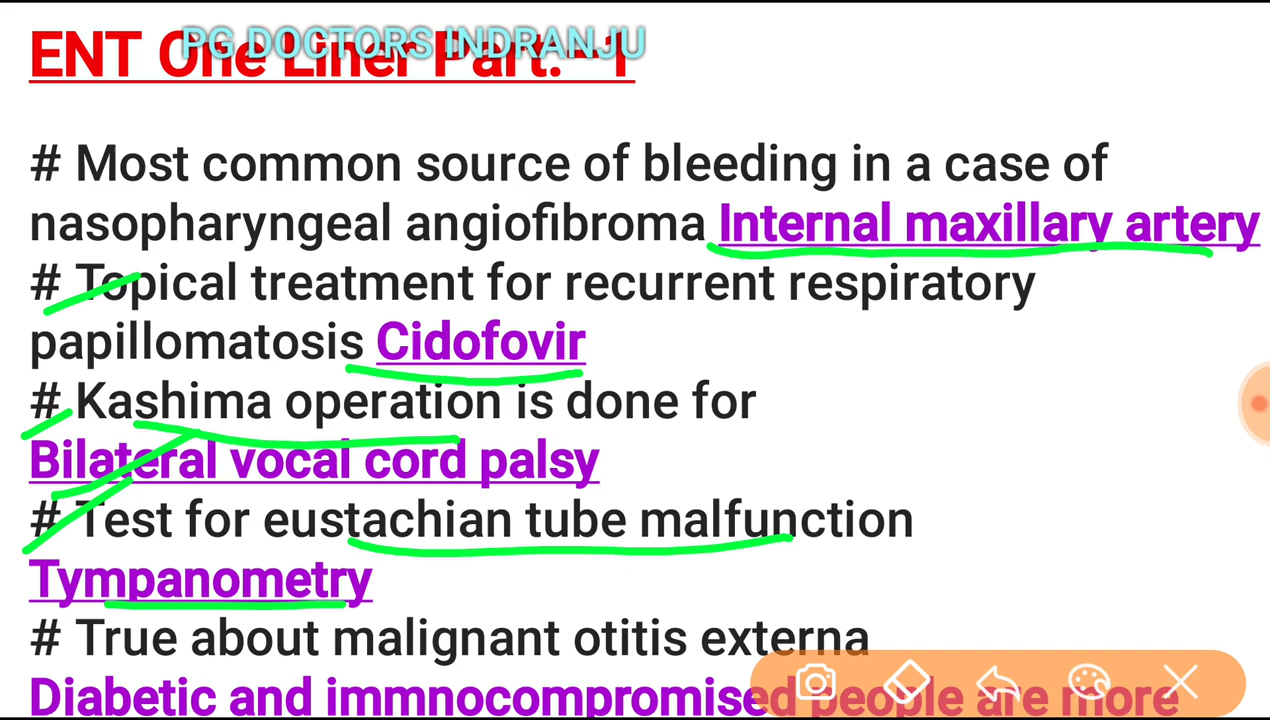 PG DOCTORS INDRANJU
ENT One Liner Part:-1
# Most common source of bleeding in a case of
nasopharyngeal angiofibroma Internal maxillary artery
# Topical treatment for recurrent respiratory
papillomatosis Cidofovir
# Kashima operation is done for
Bilateral vocal cord palsy
# Test for eustachian tube malfunction
Tympanometry
# True about malignant otitis externa
Diabetic and immnocompromised people are more